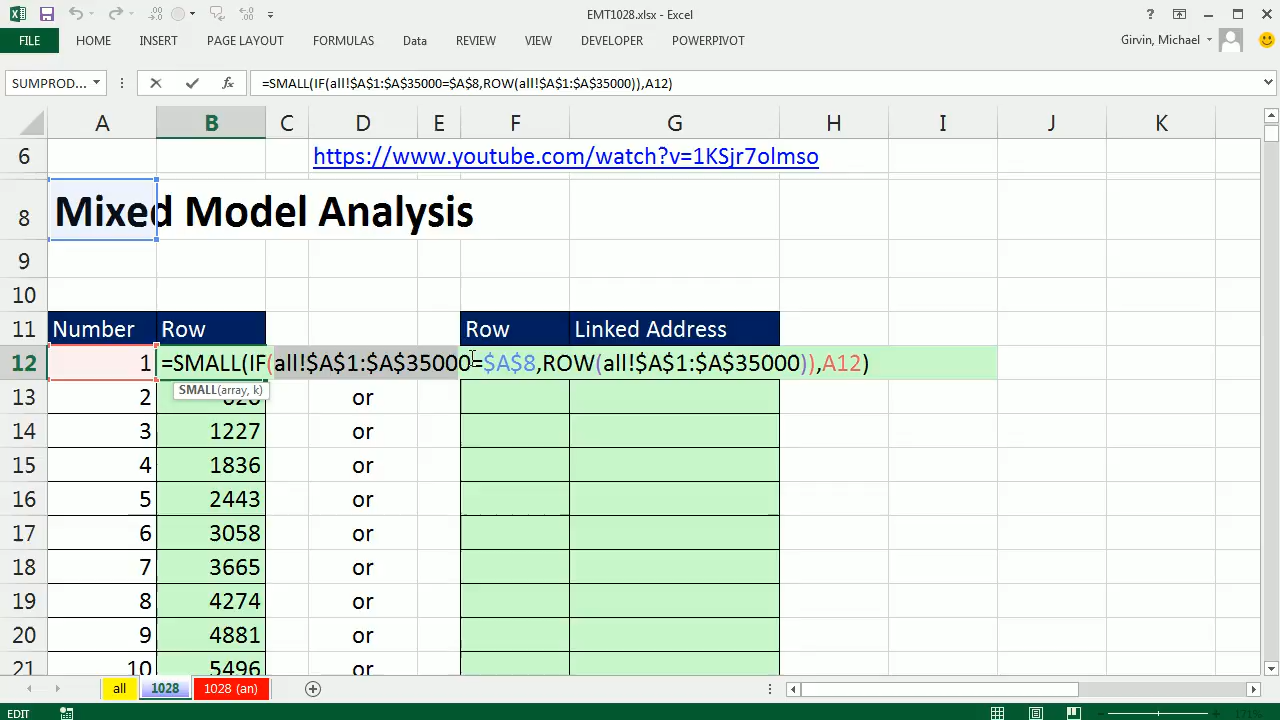 EMT1028.xlsx - Excel
FILE HOME INSERT PAGE LAYOUT FORMULAS Data REVIEW VIEW DEVELOPER POWERPIVOT Girvin, Michael
SUMPROD... =SMALL(IF(all!$A$1:$A$35000=$A$8,ROW(all!$A$1:$A$35000)),A12)
A B C D E F G H I J K
6 https://www.youtube.com/watch?v=1KSjr7olmso
8 Mixed Model Analysis
9
10
11 Number Row Row Linked Address
12 1 =SMALL(IF(all!$A$1:$A$35000=$A$8,ROW(all!$A$1:$A$35000)),A12)
SMALL(array, k)
13 2 or
14 3 1227 or
15 4 1836 or
16 5 2443 or
17 6 3058 or
18 7 3665 or
19 8 4274 or
20 9 4881 or
21 10 5496 or
all 1028 1028 (an)
EDIT